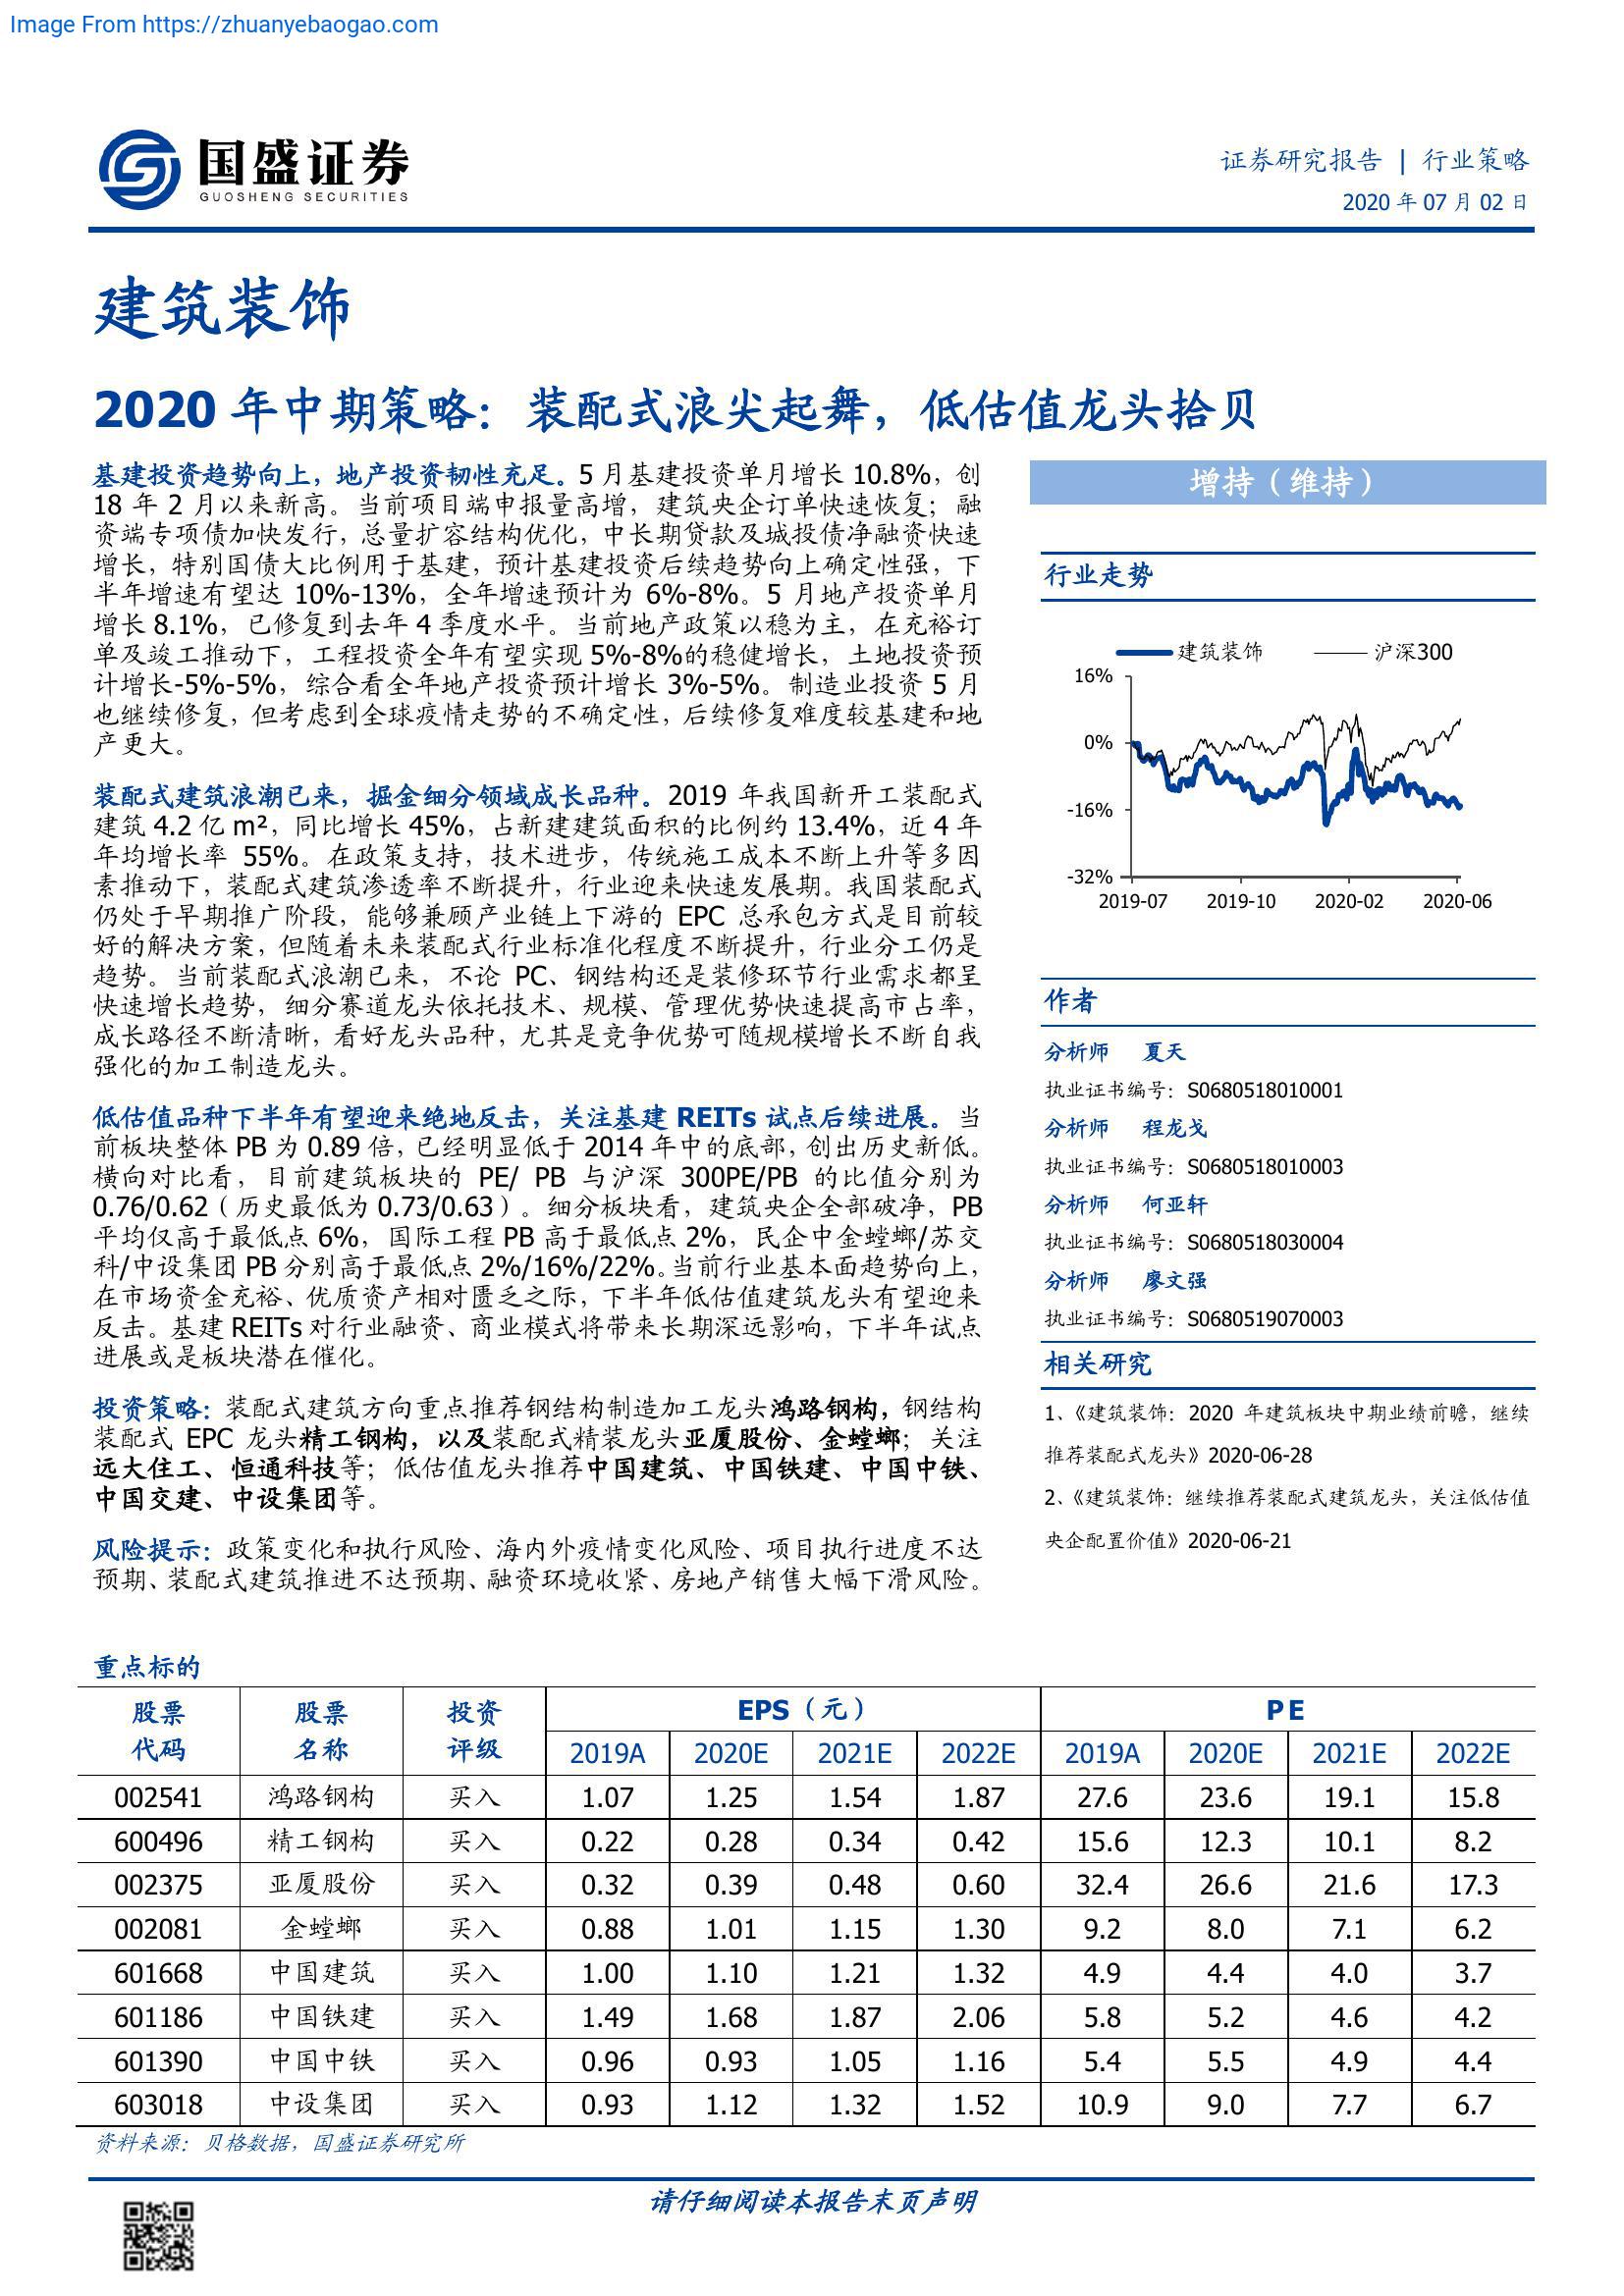 Image From https://zhuanyebaogao.com
国盛证券
GUOSHENG SECURITIES
证券研究报告 | 行业策略
2020 年 07 月 02 日
建筑装饰
2020 年中期策略：装配式浪尖起舞，低估值龙头拾贝
基建投资趋势向上，地产投资韧性充足。5 月基建投资单月增长 10.8%，创
18 年 2 月以来新高。当前项目端申报量高增，建筑央企订单快速恢复；融
资端专项债加快发行，总量扩容结构优化，中长期贷款及城投债净融资快速
增长，特别国债大比例用于基建，预计基建投资后续趋势向上确定性强，下
半年增速有望达 10%-13%，全年增速预计为 6%-8%。5 月地产投资单月
增长 8.1%，已修复到去年 4 季度水平。当前地产政策以稳为主，在充裕订
单及竣工推动下，工程投资全年有望实现 5%-8%的稳健增长，土地投资预
计增长-5%-5%，综合看全年地产投资预计增长 3%-5%。制造业投资 5 月
也继续修复，但考虑到全球疫情走势的不确定性，后续修复难度较基建和地
产更大。
装配式建筑浪潮已来，掘金细分领域成长品种。2019 年我国新开工装配式
建筑 4.2 亿 m²，同比增长 45%，占新建建筑面积的比例约 13.4%，近 4 年
年均增长率 55%。在政策支持，技术进步，传统施工成本不断上升等多因
素推动下，装配式建筑渗透率不断提升，行业迎来快速发展期。我国装配式
仍处于早期推广阶段，能够兼顾产业链上下游的 EPC 总承包方式是目前较
好的解决方案，但随着未来装配式行业标准化程度不断提升，行业分工仍是
趋势。当前装配式浪潮已来，不论 PC、钢结构还是装修环节行业需求都呈
快速增长趋势，细分赛道龙头依托技术、规模、管理优势快速提高市占率，
成长路径不断清晰，看好龙头品种，尤其是竞争优势可随规模增长不断自我
强化的加工制造龙头。
低估值品种下半年有望迎来绝地反击，关注基建 REITs 试点后续进展。当
前板块整体 PB 为 0.89 倍，已经明显低于 2014 年中的底部，创出历史新低。
横向对比看，目前建筑板块的 PE/ PB 与沪深 300PE/PB 的比值分别为
0.76/0.62（历史最低为 0.73/0.63）。细分板块看，建筑央企全部破净，PB
平均仅高于最低点 6%，国际工程 PB 高于最低点 2%，民企中金螳螂/苏交
科/中设集团 PB 分别高于最低点 2%/16%/22%。当前行业基本面趋势向上，
在市场资金充裕、优质资产相对匮乏之际，下半年低估值建筑龙头有望迎来
反击。基建 REITs 对行业融资、商业模式将带来长期深远影响，下半年试点
进展或是板块潜在催化。
投资策略：装配式建筑方向重点推荐钢结构制造加工龙头鸿路钢构，钢结构
装配式 EPC 龙头精工钢构，以及装配式精装龙头亚厦股份、金螳螂；关注
远大住工、恒通科技等；低估值龙头推荐中国建筑、中国铁建、中国中铁、
中国交建、中设集团等。
风险提示：政策变化和执行风险、海内外疫情变化风险、项目执行进度不达
预期、装配式建筑推进不达预期、融资环境收紧、房地产销售大幅下滑风险。
增持（维持）
行业走势
建筑装饰 沪深300
16%
0%
-16%
-32%
2019-07 2019-10 2020-02 2020-06
作者
分析师 夏天
执业证书编号：S0680518010001
分析师 程龙戈
执业证书编号：S0680518010003
分析师 何亚轩
执业证书编号：S0680518030004
分析师 廖文强
执业证书编号：S0680519070003
相关研究
1、《建筑装饰：2020 年建筑板块中期业绩前瞻，继续
推荐装配式龙头》2020-06-28
2、《建筑装饰：继续推荐装配式建筑龙头，关注低估值
央企配置价值》2020-06-21
重点标的
股票 股票 投资 EPS（元） PE
代码 名称 评级 2019A 2020E 2021E 2022E 2019A 2020E 2021E 2022E
002541 鸿路钢构 买入 1.07 1.25 1.54 1.87 27.6 23.6 19.1 15.8
600496 精工钢构 买入 0.22 0.28 0.34 0.42 15.6 12.3 10.1 8.2
002375 亚厦股份 买入 0.32 0.39 0.48 0.60 32.4 26.6 21.6 17.3
002081 金螳螂 买入 0.88 1.01 1.15 1.30 9.2 8.0 7.1 6.2
601668 中国建筑 买入 1.00 1.10 1.21 1.32 4.9 4.4 4.0 3.7
601186 中国铁建 买入 1.49 1.68 1.87 2.06 5.8 5.2 4.6 4.2
601390 中国中铁 买入 0.96 0.93 1.05 1.16 5.4 5.5 4.9 4.4
603018 中设集团 买入 0.93 1.12 1.32 1.52 10.9 9.0 7.7 6.7
资料来源：贝格数据，国盛证券研究所
请仔细阅读本报告末页声明